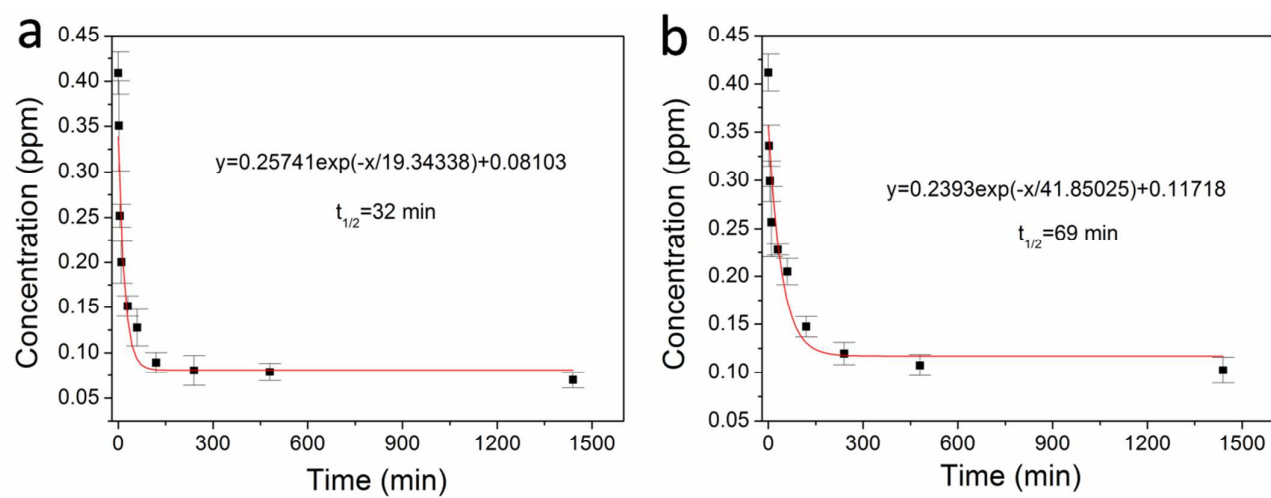 a
0.45
0.40
0.35
0.30
0.25
0.20
0.15
0.10
0.05
Concentration (ppm)
y=0.25741exp(-x/19.34338)+0.08103
t1/2=32 min
0 300 600 900 1200 1500
Time (min)
b
0.45
0.40
0.35
0.30
0.25
0.20
0.15
0.10
0.05
Concentration (ppm)
y=0.2393exp(-x/41.85025)+0.11718
t1/2=69 min
0 300 600 900 1200 1500
Time (min)